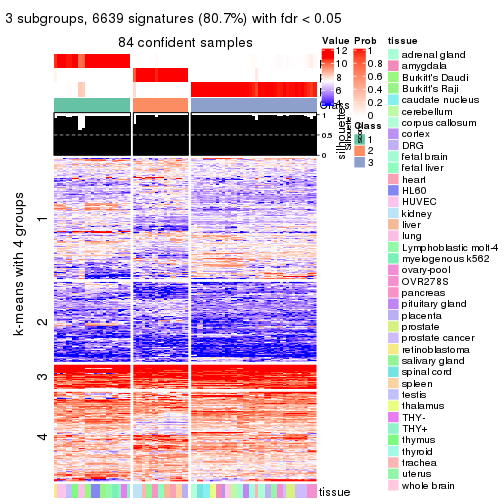 3 subgroups, 6639 signatures (80.7%) with fdr < 0.05
84 confident samples
k-means with 4 groups
1
2
3
4
1
0.5
0
silhouette
Class
tissue
Value
12
10
8
6
4
Prob
1
0.8
0.6
0.4
0.2
0
Class
1
2
3
tissue
adrenal gland
amygdala
Burkitt's Daudi
Burkitt's Raji
caudate nucleus
cerebellum
corpus callosum
cortex
DRG
fetal brain
fetal liver
heart
HL60
HUVEC
kidney
liver
lung
Lymphoblastic molt-4
myelogenous k562
ovary-pool
OVR278S
pancreas
pituitary gland
placenta
prostate
prostate cancer
retinoblastoma
salivary gland
spinal cord
spleen
testis
thalamus
THY-
THY+
thymus
thyroid
trachea
uterus
whole brain